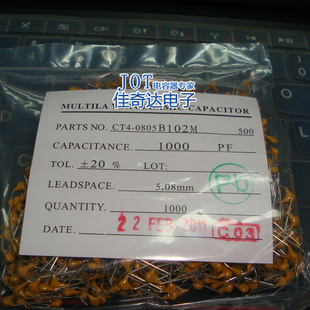 JQT电容器专家
佳奇达电子
MULTILA
CAPACITOR
PARTS NO. CT4-0805B102M 500
CAPACITANCE. 1000 PF
TOL. ±20 % LOT:
LEADSPACE. 5.08mm
Pb
QUANTITY. 1000
DATE. 22 FEB 2011
C03